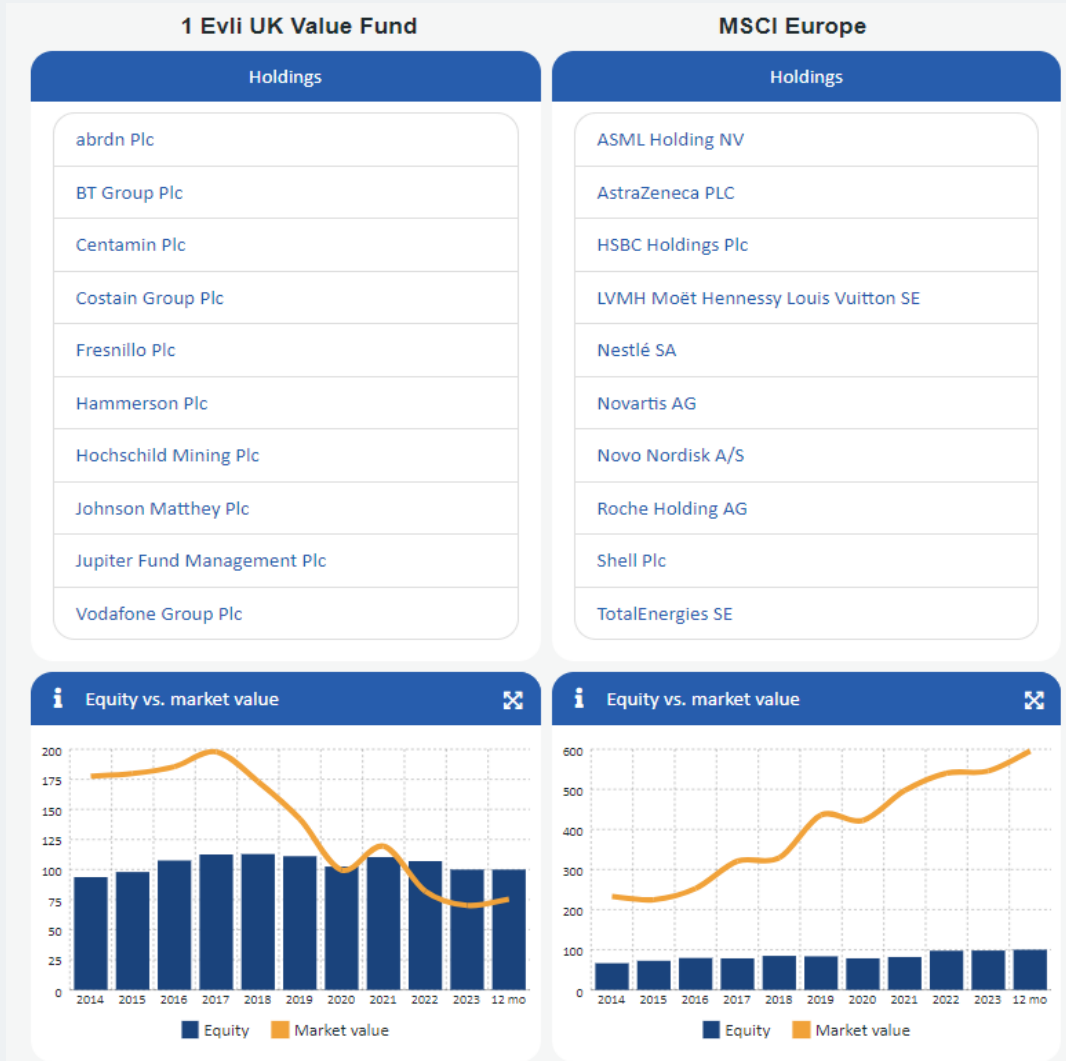 1 Evli UK Value Fund
Holdings
abrdn Plc
BT Group Plc
Centamin Plc
Costain Group Plc
Fresnillo Plc
Hammerson Plc
Hochschild Mining Plc
Johnson Matthey Plc
Jupiter Fund Management Plc
Vodafone Group Plc
MSCI Europe
Holdings
ASML Holding NV
AstraZeneca PLC
HSBC Holdings Plc
LVMH Moët Hennessy Louis Vuitton SE
Nestlé SA
Novartis AG
Novo Nordisk A/S
Roche Holding AG
Shell Plc
TotalEnergies SE
i Equity vs. market value
200
175
150
125
100
75
50
25
0
2014 2015 2016 2017 2018 2019 2020 2021 2022 2023 12 mo
Equity Market value
i Equity vs. market value
600
500
400
300
200
100
0
2014 2015 2016 2017 2018 2019 2020 2021 2022 2023 12 mo
Equity Market value